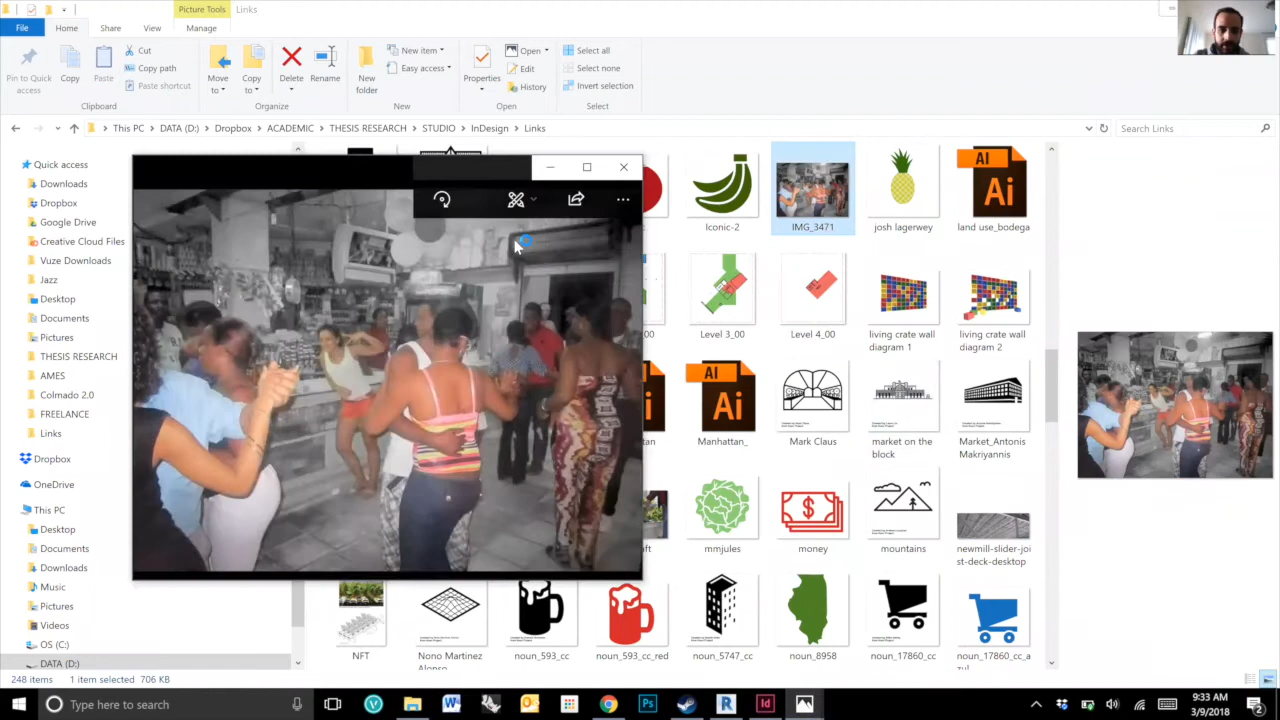 Picture Tools Links
File Home Share View Manage
Pin to Quick access
Copy
Paste
Cut
Copy path
Paste shortcut
Clipboard
Move to
Copy to
Delete
Rename
Organize
New folder
New item
Easy access
New
Properties
Open
Edit
History
Open
Select all
Select none
Invert selection
Select
This PC > DATA (D:) > Dropbox > ACADEMIC > THESIS RESEARCH > STUDIO > InDesign > Links
Search Links
Quick access
Downloads
Dropbox
Google Drive
Creative Cloud Files
Vuze Downloads
Jazz
Desktop
Documents
Pictures
THESIS RESEARCH
AMES
Colmado 2.0
FREELANCE
Links
Dropbox
OneDrive
This PC
Desktop
Documents
Downloads
Music
Pictures
Videos
OS (C:)
DATA (D:)
Iconic-2
IMG_3471
josh lagerwey
Ai
AI
land use_bodega
Level 3_00
Level 4_00
living crate wall diagram 1
living crate wall diagram 2
AI
Ai
Manhattan_
Mark Claus
market on the block
Market_Antonis Makriyannis
mmjules
money
mountains
newmill-slider-joist-deck-desktop
NFT
Nono Martinez Alonso
noun_593_cc
noun_593_cc_red
noun_5747_cc
noun_8958
noun_17860_cc
noun_17860_cc_azul
248 items 1 item selected 706 KB
Type here to search
9:33 AM
3/9/2018